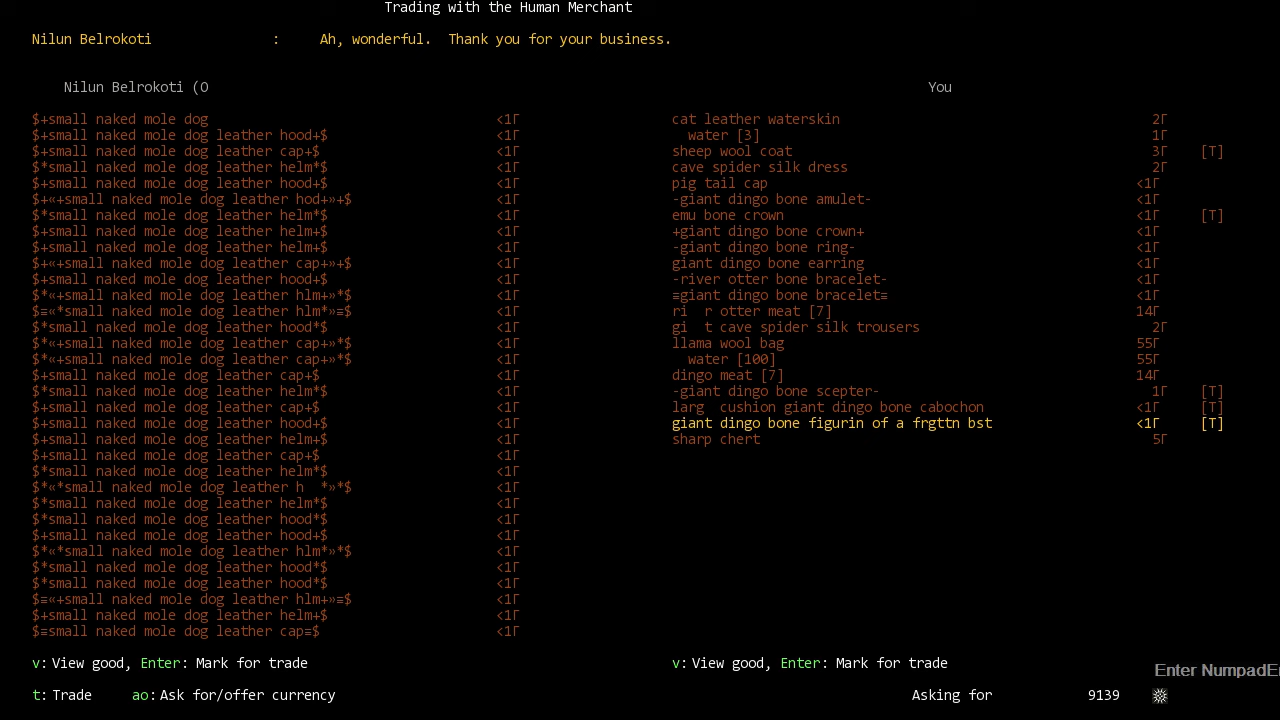 Trading with the Human Merchant
Nilun Belrokoti : Ah, wonderful. Thank you for your business.
Nilun Belrokoti (O You
$+small naked mole dog <1Γ cat leather waterskin 2Γ
$+small naked mole dog leather hood+$ <1Γ water [3] 1Γ
$+small naked mole dog leather cap+$ <1Γ sheep wool coat 3Γ [T]
$*small naked mole dog leather helm*$ <1Γ cave spider silk dress 2Γ
$+small naked mole dog leather hood+$ <1Γ pig tail cap <1Γ
$+«+small naked mole dog leather hod+»+$ <1Γ -giant dingo bone amulet- <1Γ
$*small naked mole dog leather helm*$ <1Γ emu bone crown <1Γ [T]
$+small naked mole dog leather helm+$ <1Γ +giant dingo bone crown+ <1Γ
$+small naked mole dog leather helm+$ <1Γ -giant dingo bone ring- <1Γ
$+«+small naked mole dog leather cap+»+$ <1Γ giant dingo bone earring <1Γ
$+small naked mole dog leather hood+$ <1Γ -river otter bone bracelet- <1Γ
$*«+small naked mole dog leather hlm+»*$ <1Γ ≡giant dingo bone bracelet≡ <1Γ
$≡«*small naked mole dog leather hlm*»≡$ <1Γ ri r otter meat [7] 14Γ
$*small naked mole dog leather hood*$ <1Γ gi t cave spider silk trousers 2Γ
$*«+small naked mole dog leather cap+»*$ <1Γ llama wool bag 55Γ
$*«+small naked mole dog leather cap+»*$ <1Γ water [100] 55Γ
$+small naked mole dog leather cap+$ <1Γ dingo meat [7] 14Γ
$*small naked mole dog leather helm*$ <1Γ -giant dingo bone scepter- 1Γ [T]
$+small naked mole dog leather cap+$ <1Γ larg cushion giant dingo bone cabochon <1Γ [T]
$+small naked mole dog leather hood+$ <1Γ giant dingo bone figurin of a frgttn bst <1Γ [T]
$+small naked mole dog leather helm+$ <1Γ sharp chert 5Γ
$+small naked mole dog leather cap+$ <1Γ
$*small naked mole dog leather helm*$ <1Γ
$*«*small naked mole dog leather h *»*$ <1Γ
$*small naked mole dog leather helm*$ <1Γ
$*small naked mole dog leather hood*$ <1Γ
$+small naked mole dog leather hood+$ <1Γ
$*«*small naked mole dog leather hlm*»*$ <1Γ
$*small naked mole dog leather hood*$ <1Γ
$*small naked mole dog leather hood*$ <1Γ
$≡«+small naked mole dog leather hlm+»≡$ <1Γ
$+small naked mole dog leather helm+$ <1Γ
$≡small naked mole dog leather cap≡$ <1Γ
v: View good, Enter: Mark for trade v: View good, Enter: Mark for trade
Enter NumpadEn
t: Trade ao: Ask for/offer currency Asking for 9139 ☼